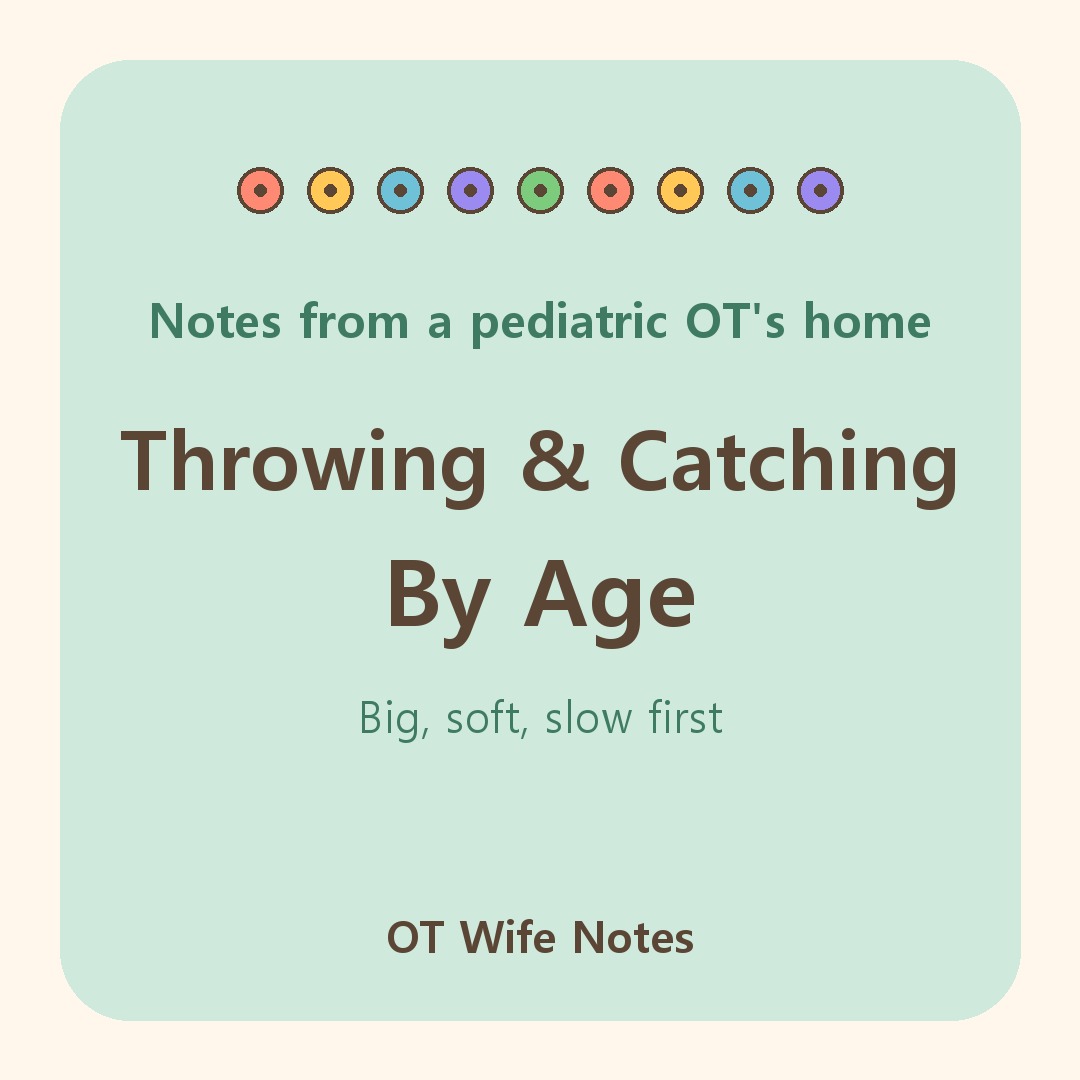 Notes from a pediatric OT's home
Throwing & Catching
By Age
Big, soft, slow first
OT Wife Notes